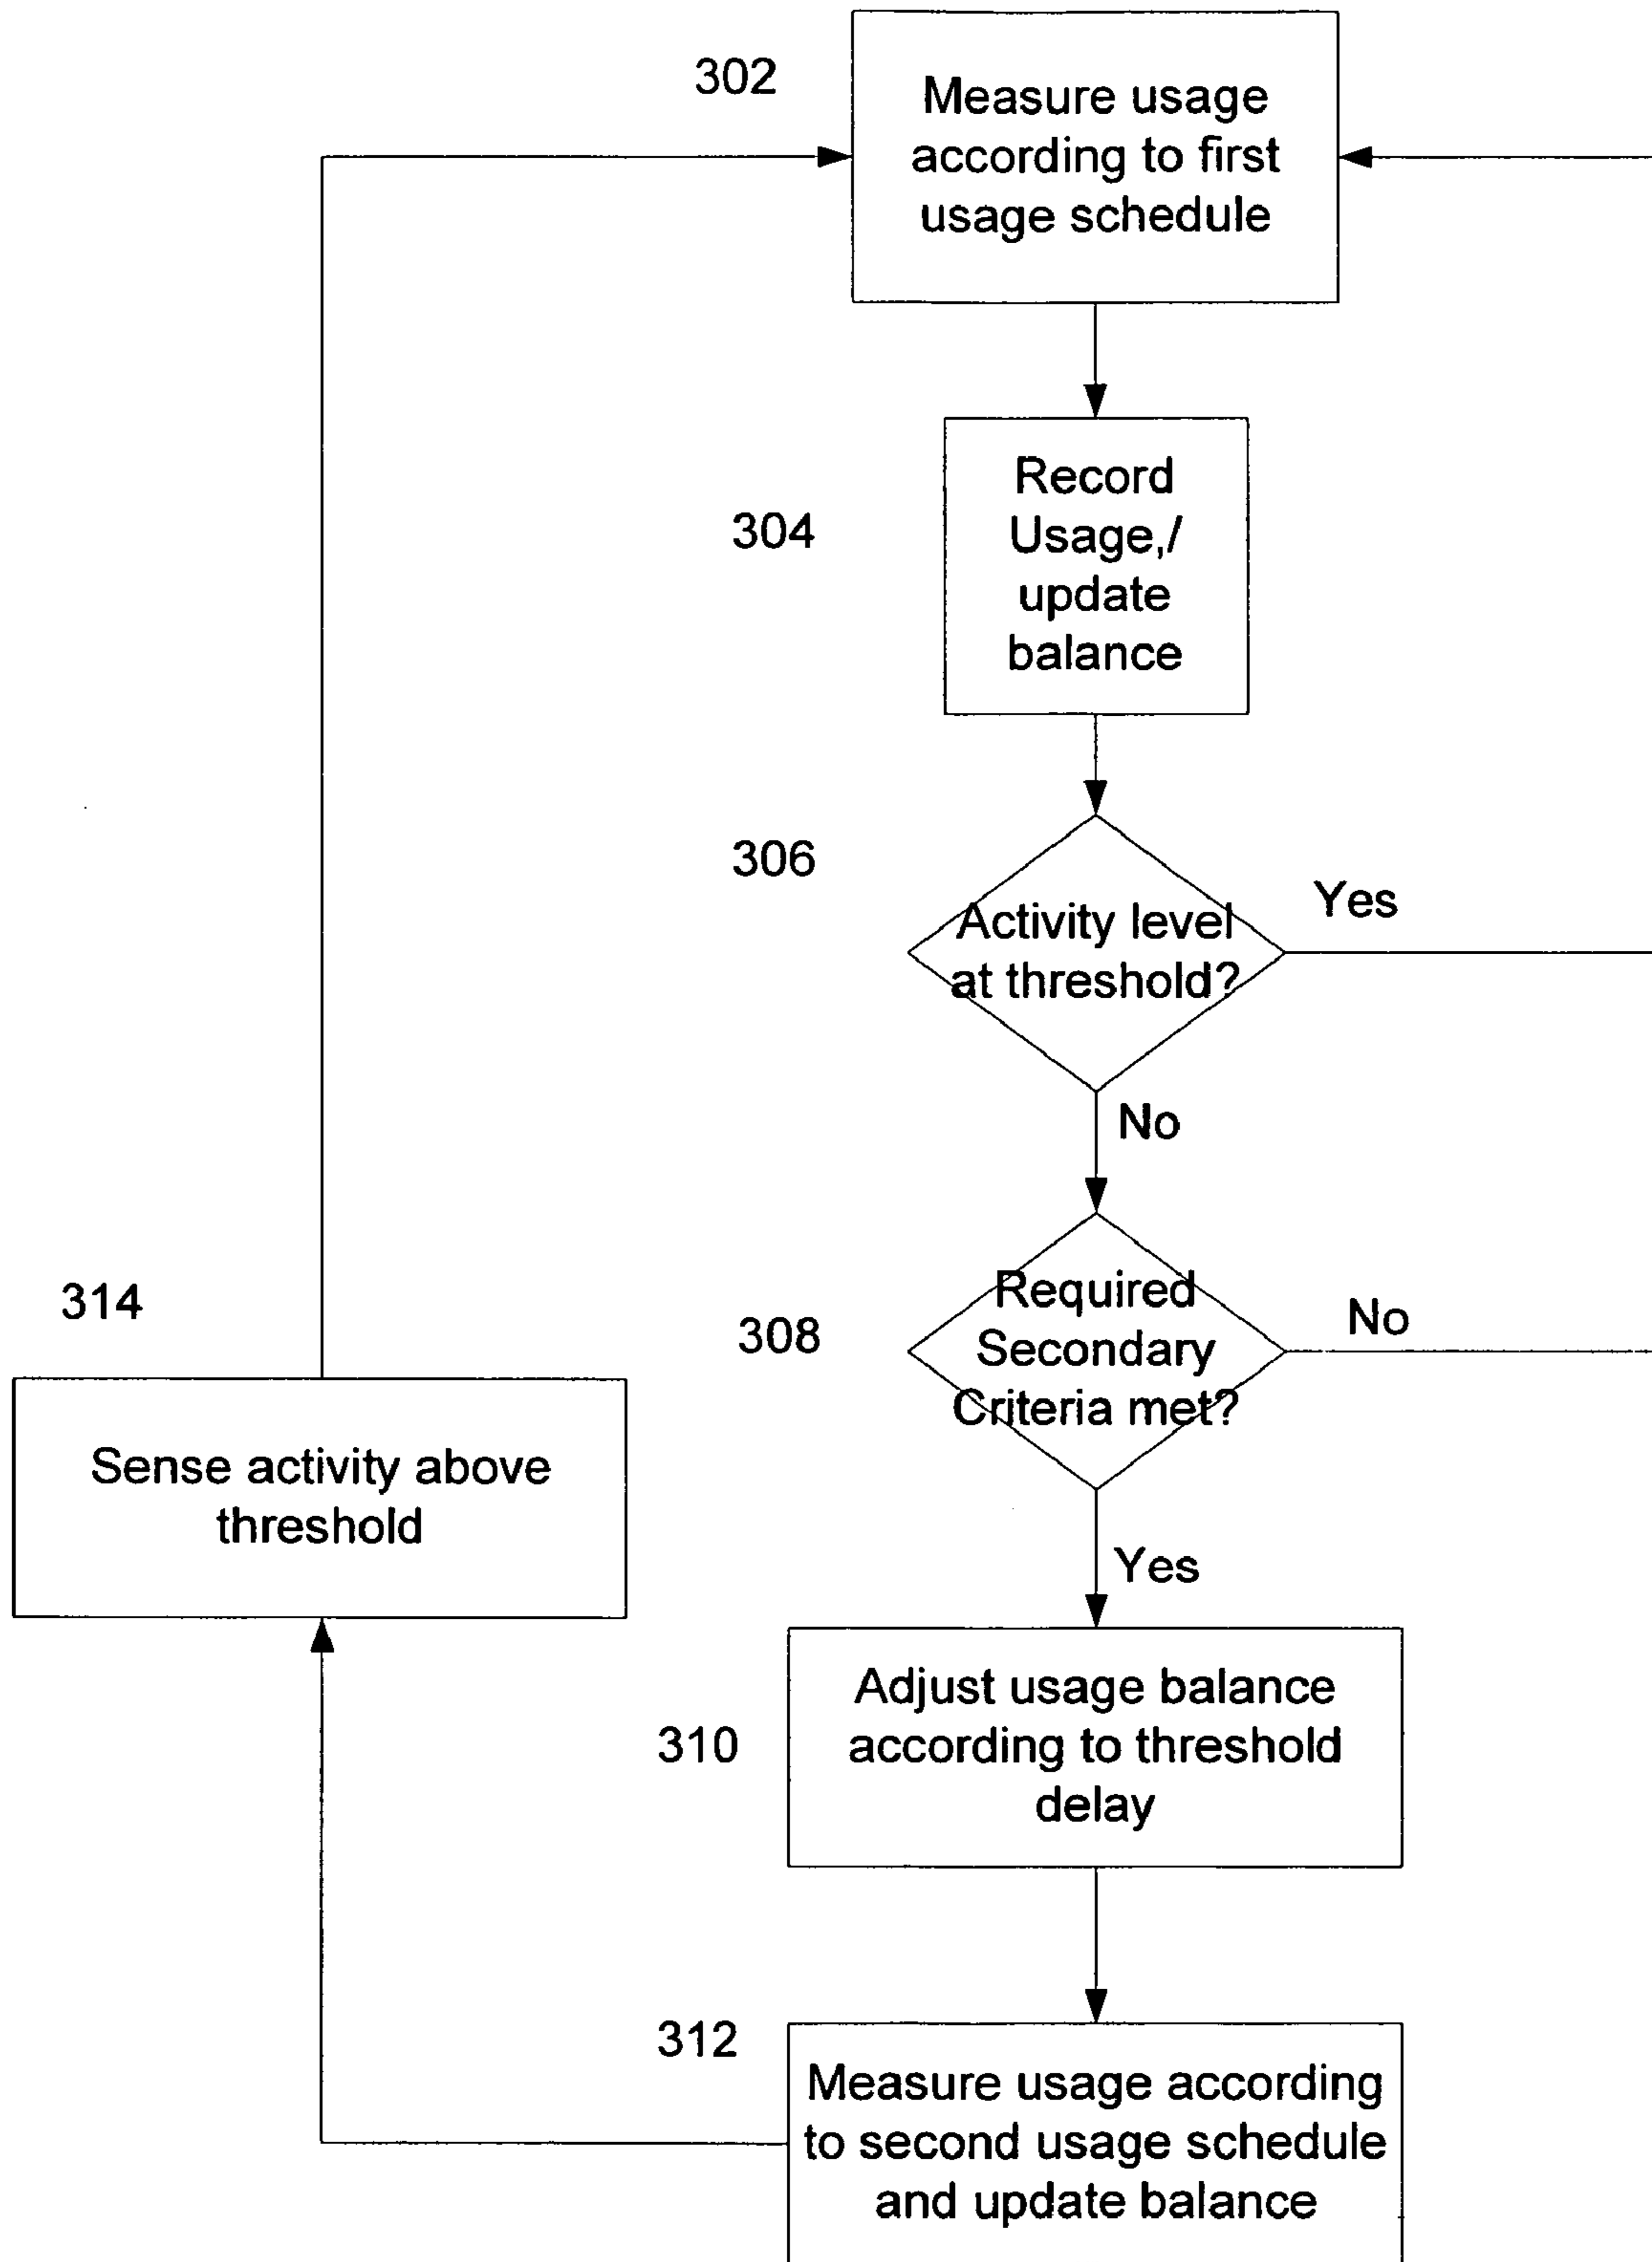 302
Measure usage
according to first
usage schedule
304
Record
Usage,/
update
balance
306
Activity level
at threshold?
Yes
No
308
Required
Secondary
Criteria met?
No
Yes
314
Sense activity above
threshold
310
Adjust usage balance
according to threshold
delay
312
Measure usage according
to second usage schedule
and update balance